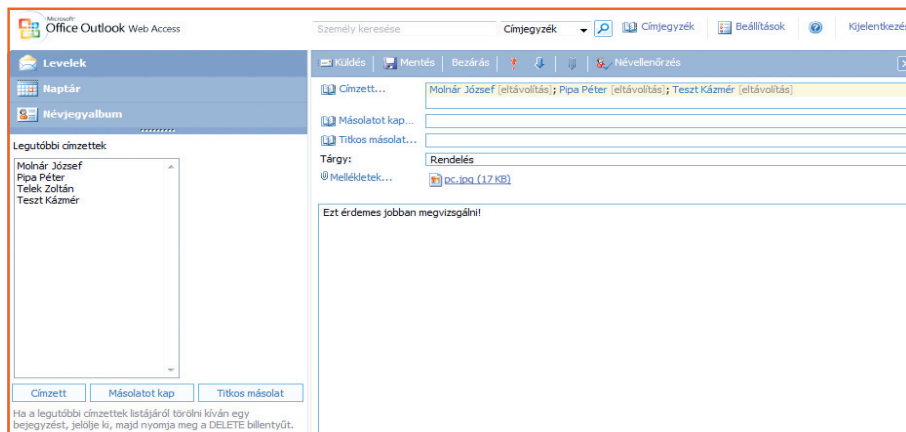 Microsoft®
Office Outlook Web Access
Személy keresése Címjegyzék Címjegyzék Beállítások Kijelentkezés
Levelek
Naptár
Névjegyalbum
Legutóbbi címzettek
Molnár József
Pipa Péter
Telek Zoltán
Teszt Kázmér
Címzett Másolatot kap Titkos másolat
Ha a legutóbbi címzettek listájáról törölni kíván egy
bejegyzést, jelölje ki, majd nyomja meg a DELETE billentyűt.
Küldés Mentés Bezárás Névellenőrzés
Címzett... Molnár József [eltávolítás]; Pipa Péter [eltávolítás]; Teszt Kázmér [eltávolítás]
Másolatot kap...
Titkos másolat...
Tárgy: Rendelés
Mellékletek... pc.jpg (17 KB)
Ezt érdemes jobban megvizsgálni!